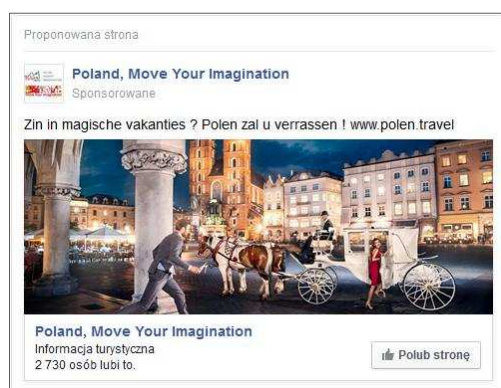 Proponowana strona
Poland, Move Your Imagination
Sponsorowane
Zin in magische vakanties ? Polen zal u verrassen ! www.polen.travel
Poland, Move Your Imagination
Informacja turystyczna
2 730 osób lubi to.
Polub stronę